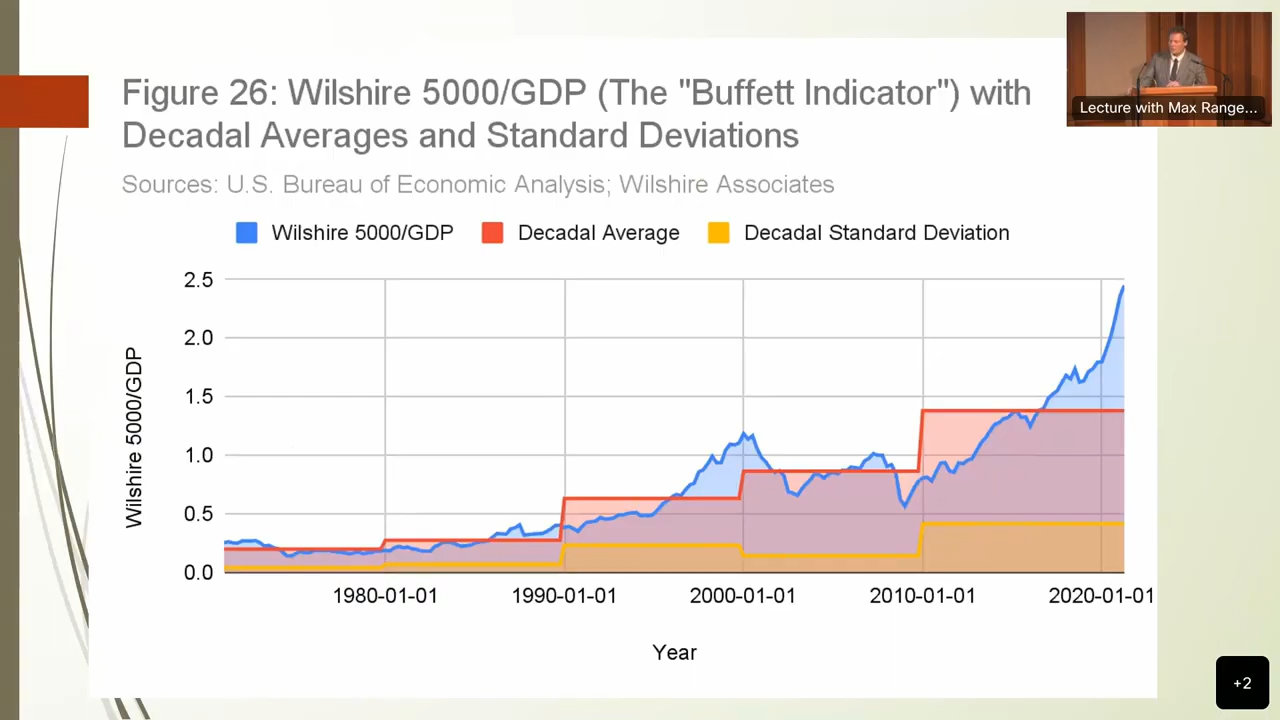 Figure 26: Wilshire 5000/GDP (The "Buffett Indicator") with
Decadal Averages and Standard Deviations
Sources: U.S. Bureau of Economic Analysis; Wilshire Associates
Wilshire 5000/GDP
Decadal Average
Decadal Standard Deviation
Wilshire 5000/GDP
2.5
2.0
1.5
1.0
0.5
0.0
1980-01-01
1990-01-01
2000-01-01
2010-01-01
2020-01-01
Year
Lecture with Max Range...
+2